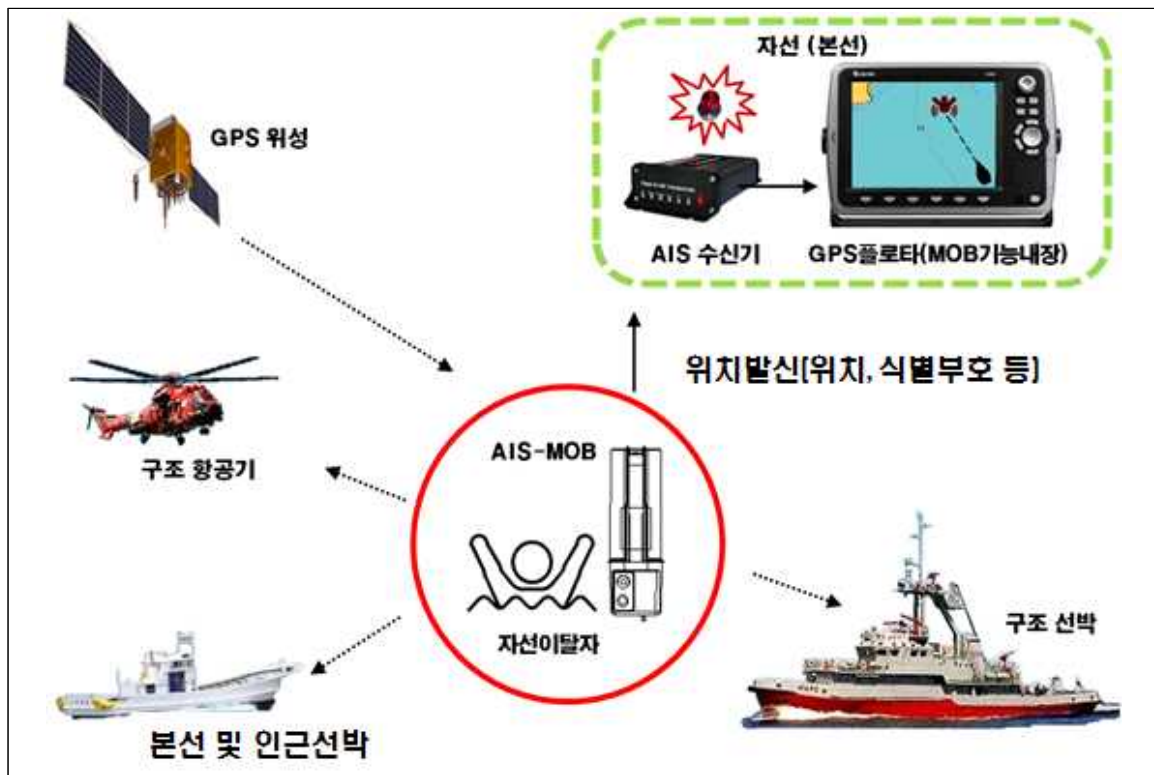 자선 (본선)
GPS 위성
AIS 수신기
GPS플로타(MOB기능내장)
위치발신(위치, 식별부호 등)
구조 항공기
AIS-MOB
자선이탈자
구조 선박
본선 및 인근선박